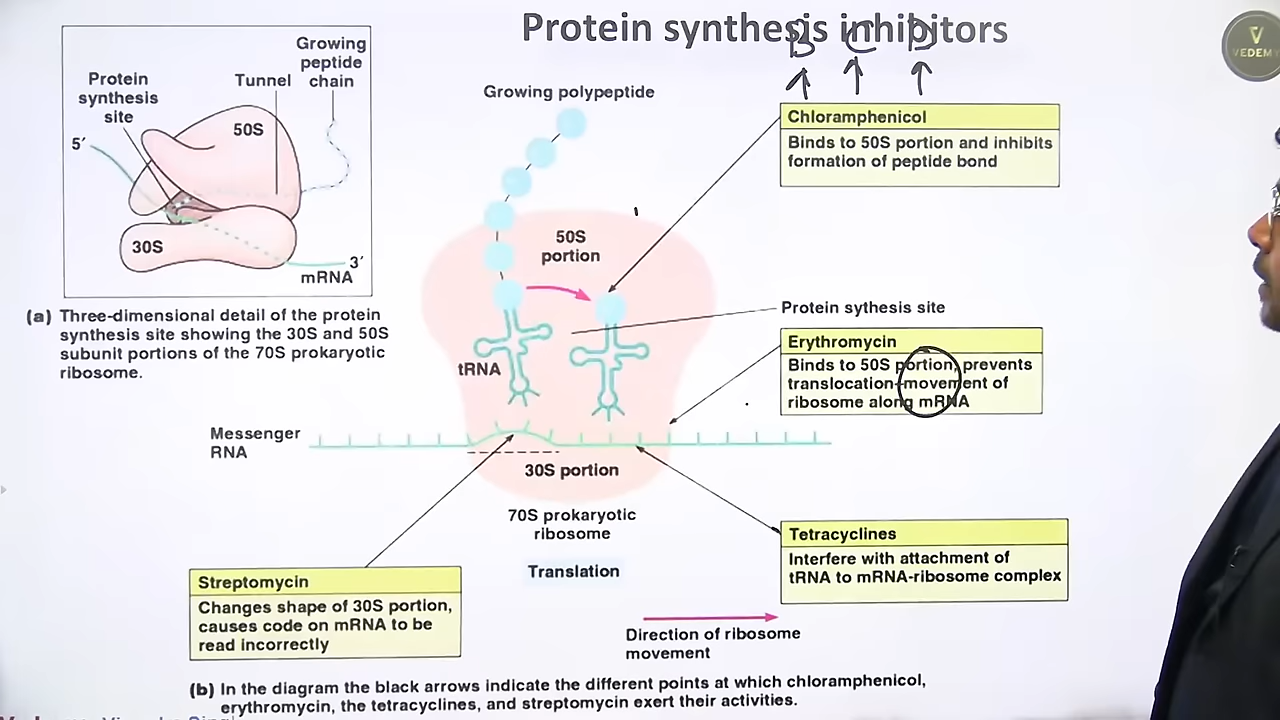 Protein synthesis inhibitors
B C D
VEDEM
Growing
peptide
chain
Tunnel
Protein
synthesis
site
50S
5′
30S
3′
mRNA
(a) Three-dimensional detail of the protein
synthesis site showing the 30S and 50S
subunit portions of the 70S prokaryotic
ribosome.
Growing polypeptide
Chloramphenicol
Binds to 50S portion and inhibits
formation of peptide bond
50S
portion
Protein sythesis site
Erythromycin
Binds to 50S portion, prevents
translocation-movement of
ribosome along mRNA
tRNA
Messenger
RNA
30S portion
70S prokaryotic
ribosome
Translation
Tetracyclines
Interfere with attachment of
tRNA to mRNA-ribosome complex
Streptomycin
Changes shape of 30S portion,
causes code on mRNA to be
read incorrectly
Direction of ribosome
movement
(b) In the diagram the black arrows indicate the different points at which chloramphenicol,
erythromycin, the tetracyclines, and streptomycin exert their activities.